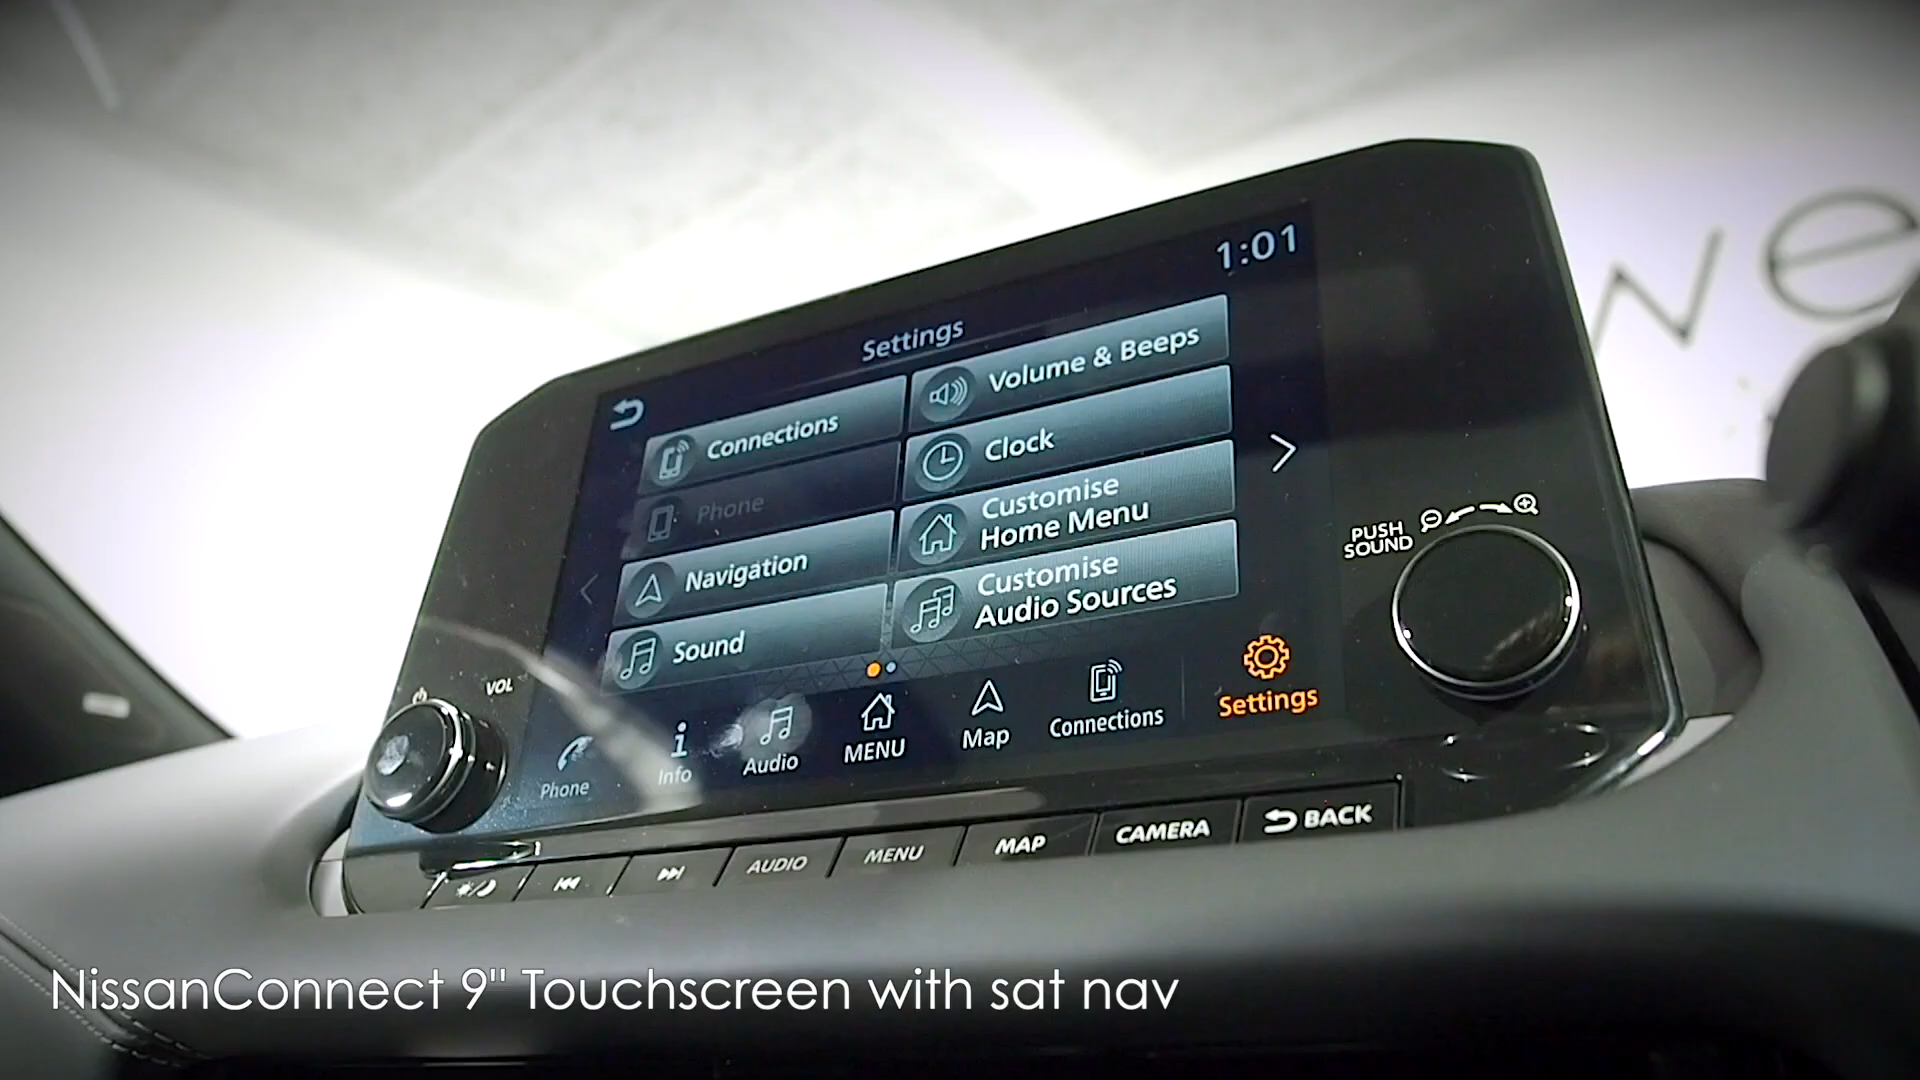 we
1:01
Settings
Connections
Volume & Beeps
Phone
Clock
Navigation
Customise
Home Menu
Sound
Customise
Audio Sources
PUSH
SOUND
VOL
Phone
Info
Audio
MENU
Map
Connections
Settings
AUDIO
MENU
MAP
CAMERA
BACK
NissanConnect 9" Touchscreen with sat nav